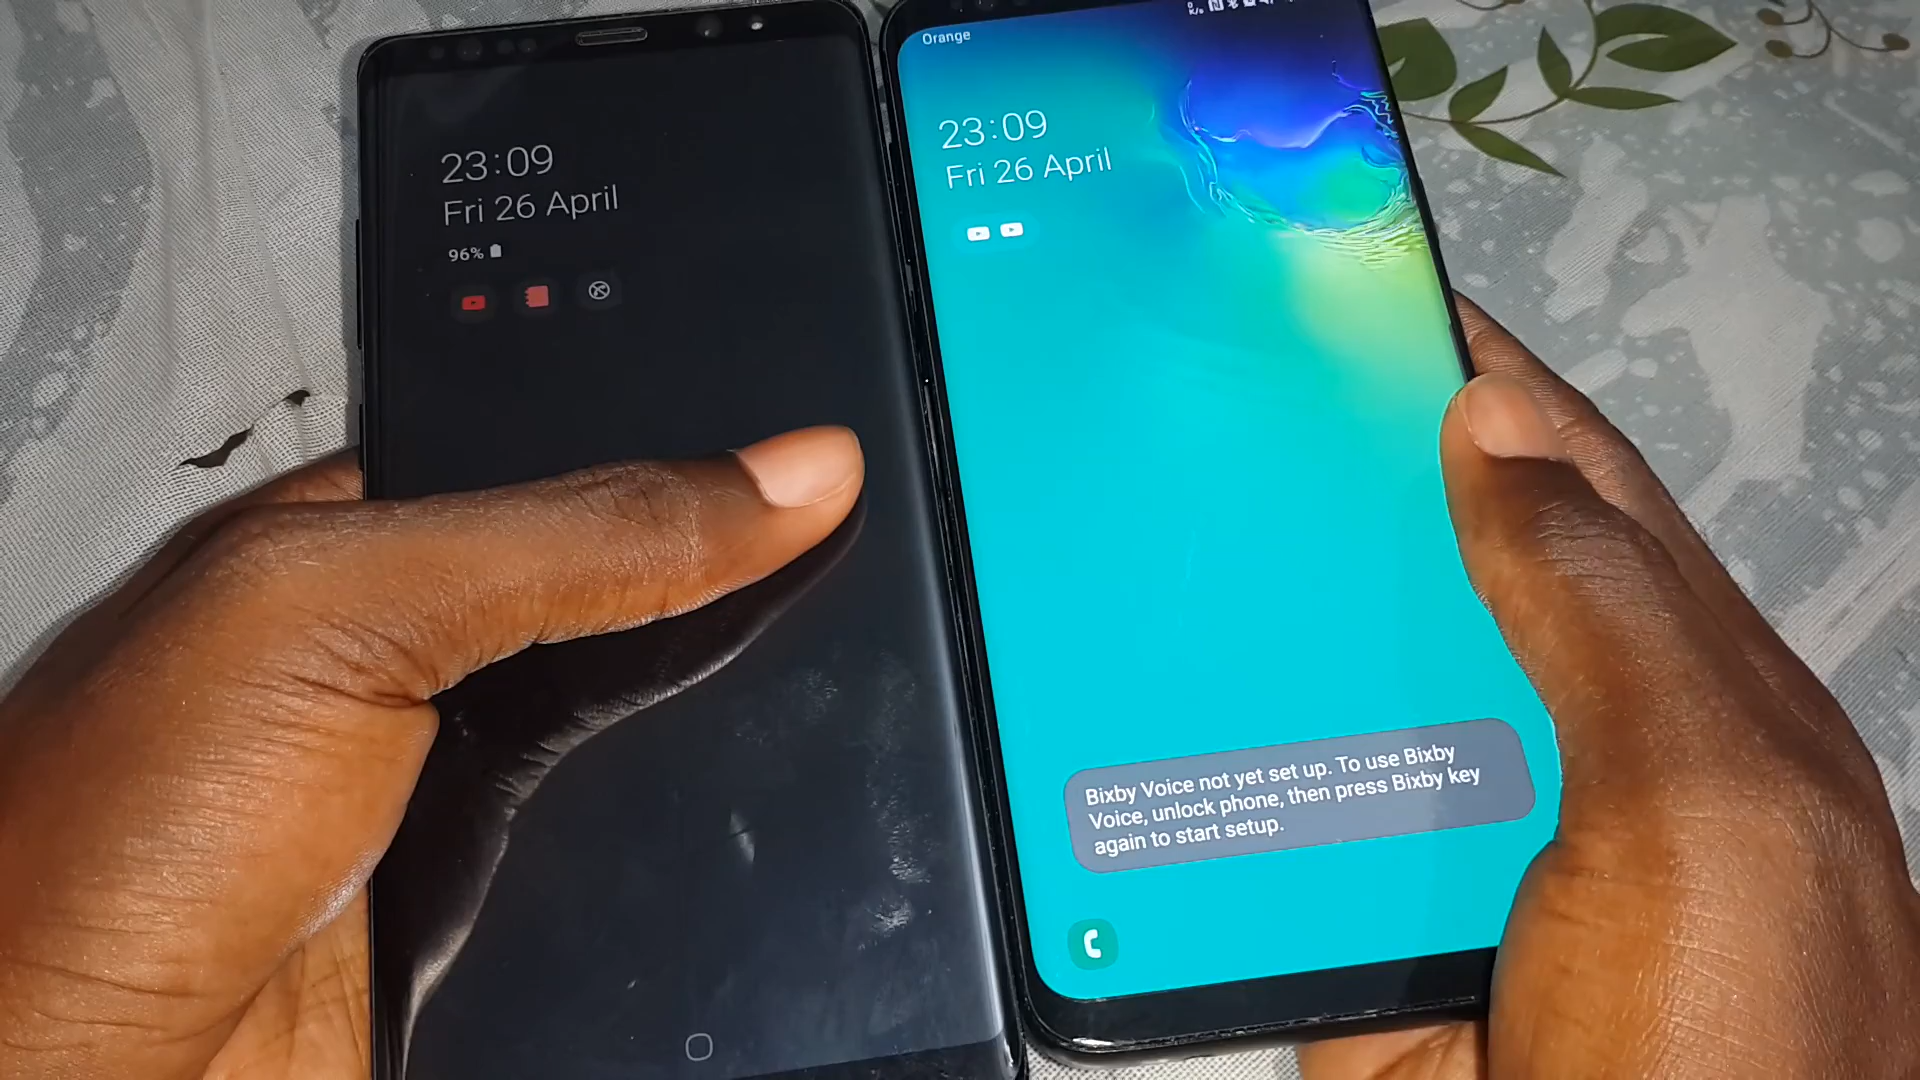 23:09
Fri 26 April
96%
Orange
23:09
Fri 26 April
Bixby Voice not yet set up. To use Bixby
Voice, unlock phone, then press Bixby key
again to start setup.